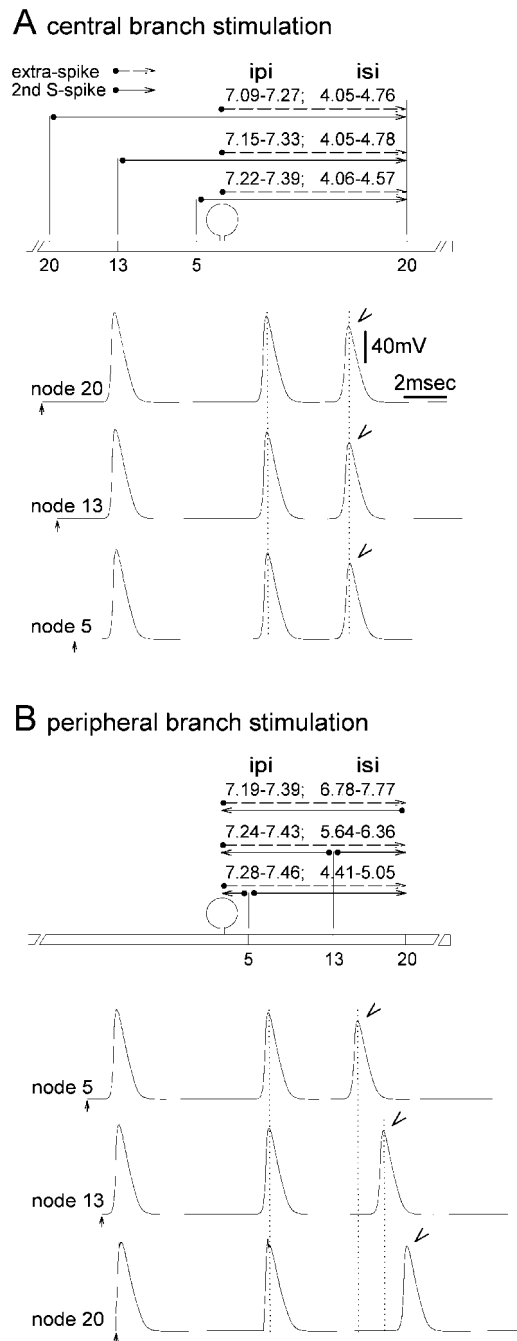 A central branch stimulation
ipi isi
extra-spike
2nd S-spike
7.09-7.27; 4.05-4.76
7.15-7.33; 4.05-4.78
7.22-7.39; 4.06-4.57
20 13 5 20
node 20
40mV
2msec
node 13
node 5
B peripheral branch stimulation
ipi isi
7.19-7.39; 6.78-7.77
7.24-7.43; 5.64-6.36
7.28-7.46; 4.41-5.05
5 13 20
node 5
node 13
node 20